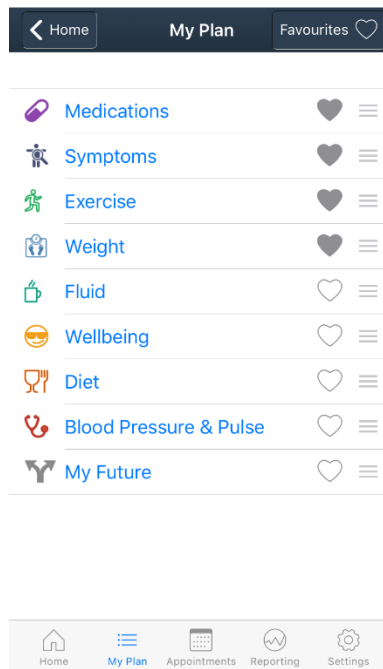 Home My Plan Favourites
Medications
Symptoms
Exercise
Weight
Fluid
Wellbeing
Diet
Blood Pressure & Pulse
My Future
Home My Plan Appointments Reporting Settings